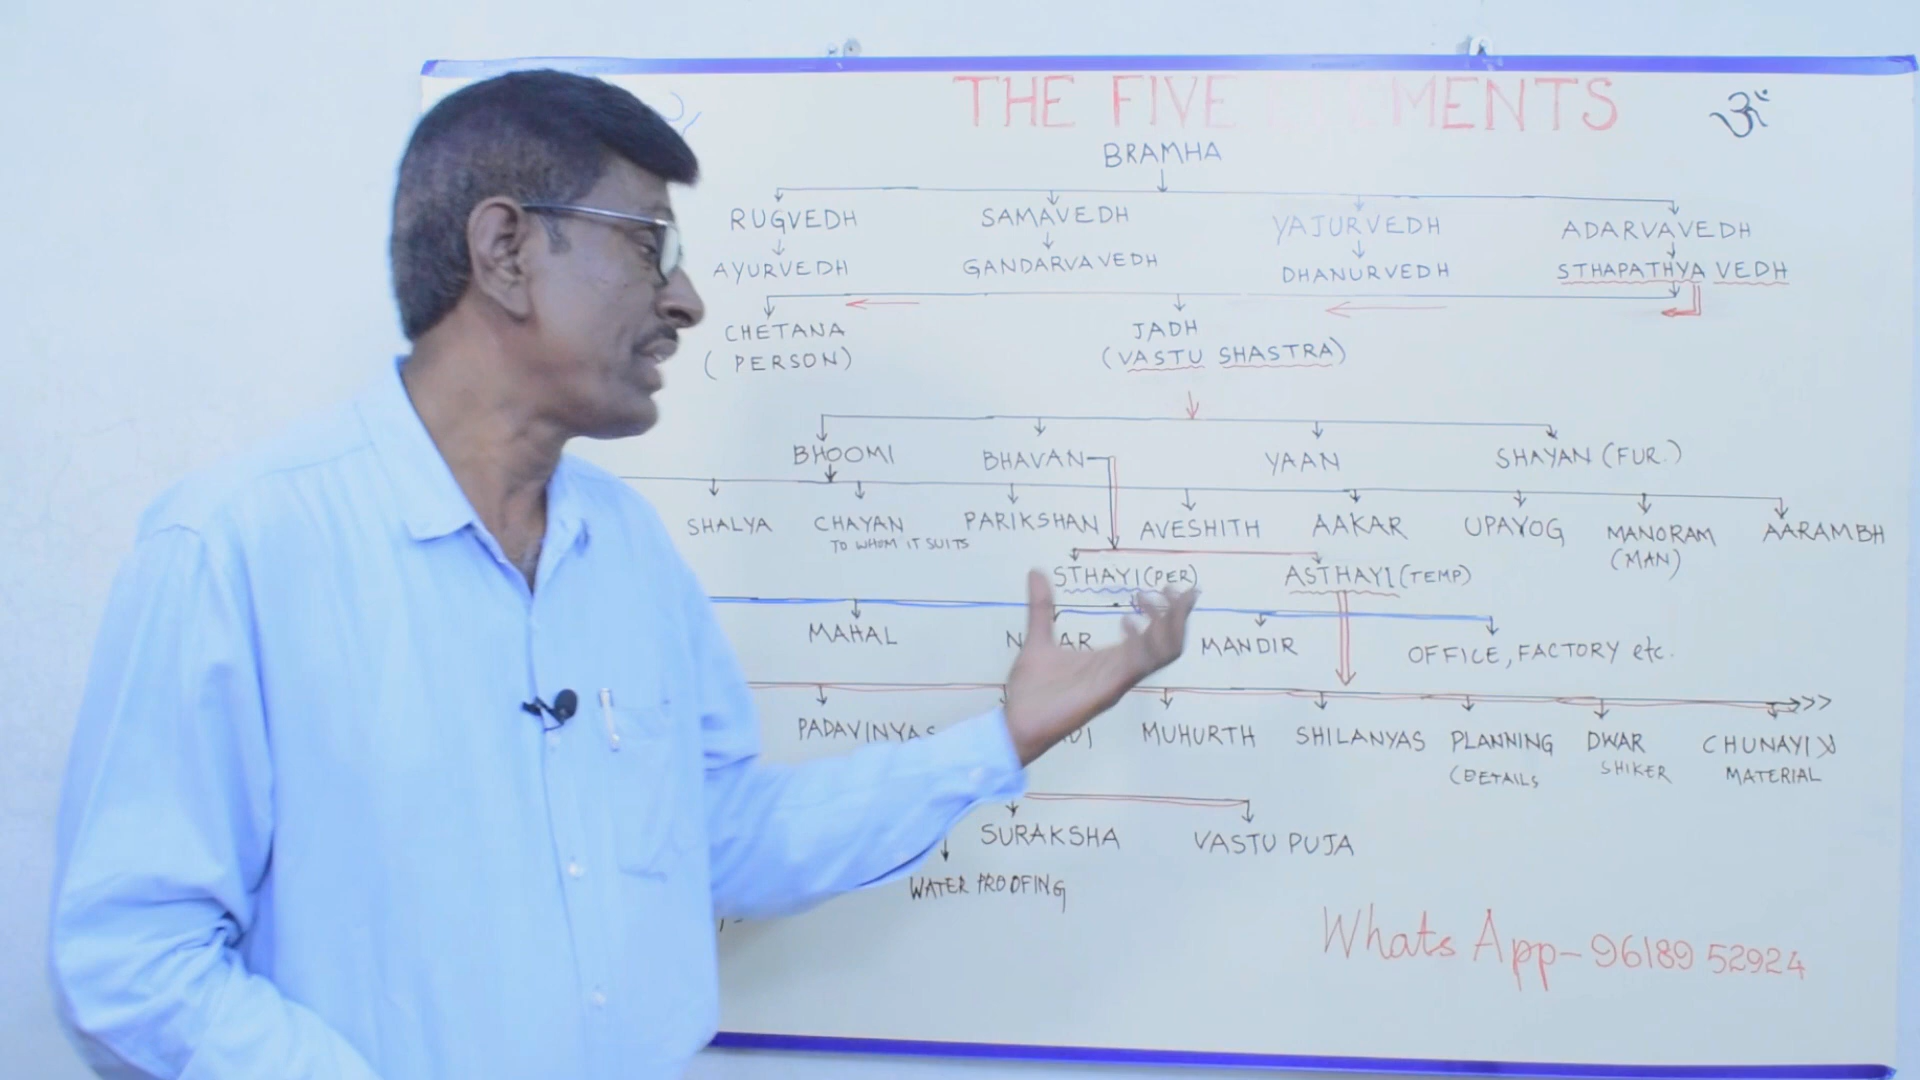 THE FIVE ELEMENTS ॐ
BRAMHA
RUGVEDH SAMAVEDH YAJURVEDH ADARVAVEDH
AYURVEDH GANDARVAVEDH DHANURVEDH STHAPATHYA VEDH
CHETANA JADH
(PERSON) (VASTU SHASTRA)
BHOOMI BHAVAN YAAN SHAYAN (FUR.)
SHALYA CHAYAN PARIKSHAN AVESHITH AAKAR UPAYOG MANORAM AARAMBH
TO WHOM IT SUITS (MAN)
STHAYI (PER) ASTHAYI (TEMP)
MAHAL MANDIR OFFICE, FACTORY etc.
PADAVINYAS MUHURTH SHILANYAS PLANNING DWAR CHUNAYI
(DETAILS SHIKER MATERIAL
SURAKSHA VASTU PUJA
WATER PROOFING
Whats App-96189 52924